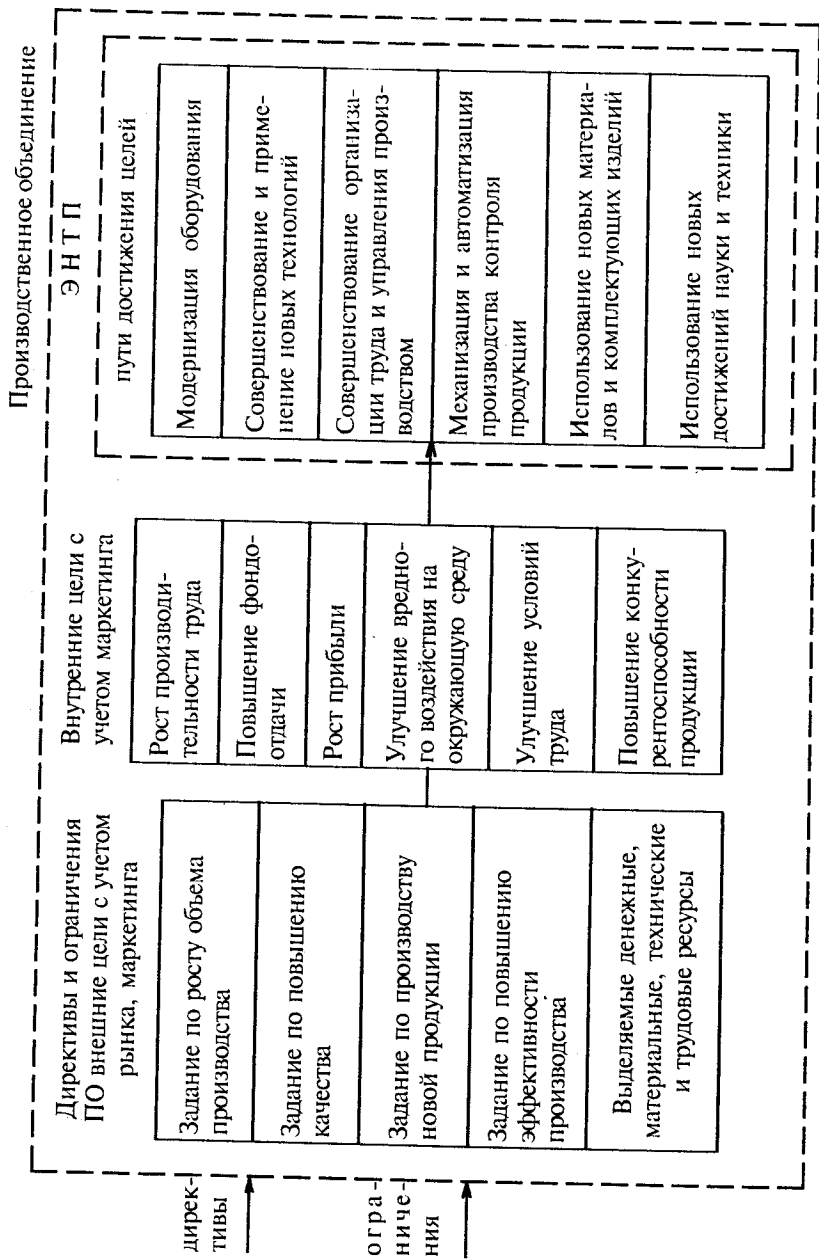 Производственное объединение
Директивы и ограничения
ПО внешние цели с учетом
рынка, маркетинга
Внутренние цели с
учетом маркетинга
ЭНТП
пути достижения целей
дирек-
тивы
огра-
ниче-
ния
Задание по росту объема
производства
Задание по повышению
качества
Задание по производству
новой продукции
Задание по повышению
эффективности
производства
Выделяемые денежные,
материальные, технические
и трудовые ресурсы
Рост производи-
тельности труда
Повышение фондо-
отдачи
Рост прибыли
Улучшение вредно-
го воздействия на
окружающую среду
Улучшение условий
труда
Повышение конку-
рентоспособности
продукции
Модернизация оборудования
Совершенствование и приме-
нение новых технологий
Совершенствование организа-
ции труда и управления произ-
водством
Механизация и автоматизация
производства контроля
продукции
Использование новых материа-
лов и комплектующих изделий
Использование новых
достижений науки и техники